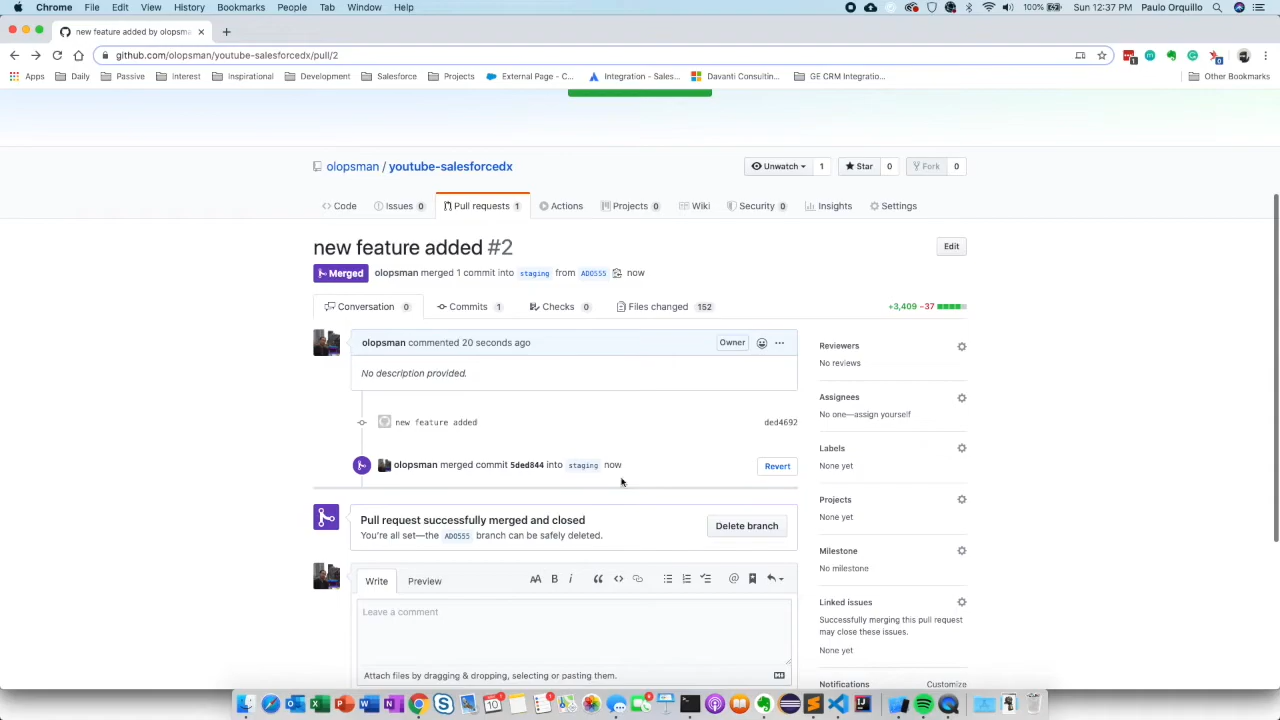 Chrome File Edit View History Bookmarks People Tab Window Help 100% Sun 12:37 PM Paulo Orquillo
new feature added by olopsm
github.com/olopsman/youtube-salesforcedx/pull/2
Apps Daily Passive Interest Inspirational Development Salesforce Projects External Page - C... Integration - Sales... Davanti Consultin... GE CRM Integratio... Other Bookmarks
olopsman / youtube-salesforcedx
Unwatch 1 Star 0 Fork 0
Code Issues 0 Pull requests 1 Actions Projects 0 Wiki Security 0 Insights Settings
new feature added #2
Edit
Merged olopsman merged 1 commit into staging from ADO555 now
Conversation 0 Commits 1 Checks 0 Files changed 152 +3,409 −37
olopsman commented 20 seconds ago Owner
No description provided.
new feature added ded4692
olopsman merged commit 5ded844 into staging now Revert
Pull request successfully merged and closed
You're all set—the ADO555 branch can be safely deleted.
Delete branch
Write Preview
Leave a comment
Attach files by dragging & dropping, selecting or pasting them.
Reviewers
No reviews
Assignees
No one—assign yourself
Labels
None yet
Projects
None yet
Milestone
No milestone
Linked issues
Successfully merging this pull request
may close these issues.
None yet
Notifications Customize